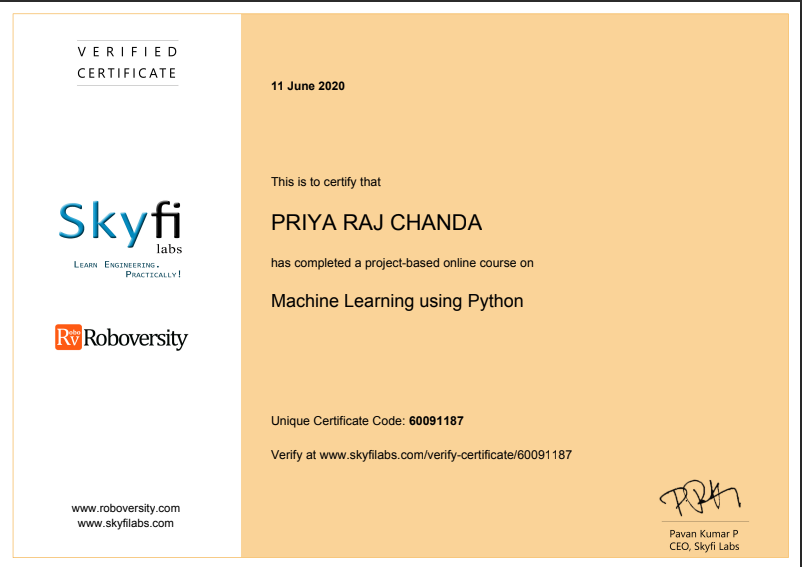 VERIFIED
CERTIFICATE
11 June 2020
This is to certify that
PRIYA RAJ CHANDA
has completed a project-based online course on
Machine Learning using Python
Skyfi
labs
LEARN ENGINEERING.
PRACTICALLY!
Robo
RV Roboversity
Unique Certificate Code: 60091187
Verify at www.skyfilabs.com/verify-certificate/60091187
www.roboversity.com
www.skyfilabs.com
Pavan Kumar P
CEO, Skyfi Labs